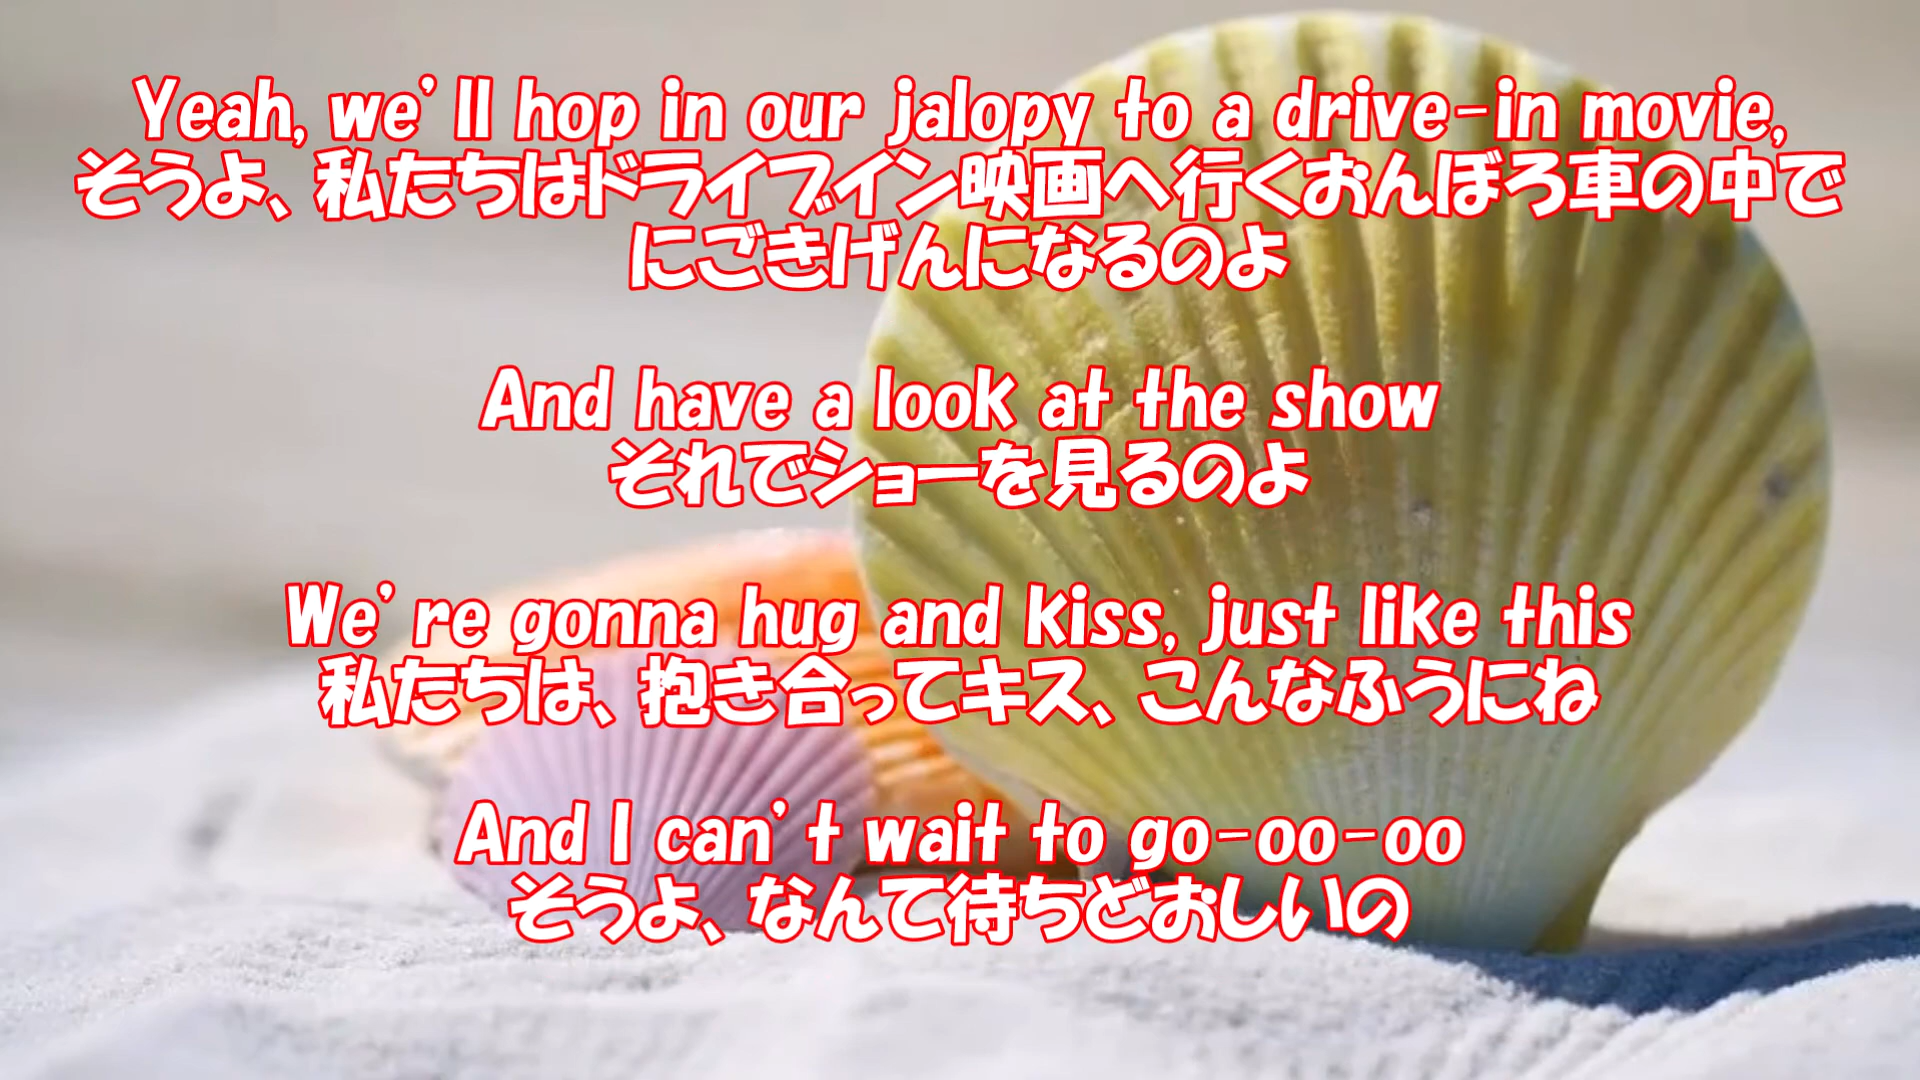 Yeah, we'll hop in our jalopy to a drive-in movie,
そうよ、私たちはドライブイン映画へ行くおんぼろ車の中で
にごきげんになるのよ
And have a look at the show
それでショーを見るのよ
We're gonna hug and kiss, just like this
私たちは、抱き合ってキス、こんなふうにね
And I can't wait to go-oo-oo
そうよ、なんて待ちどおしいの